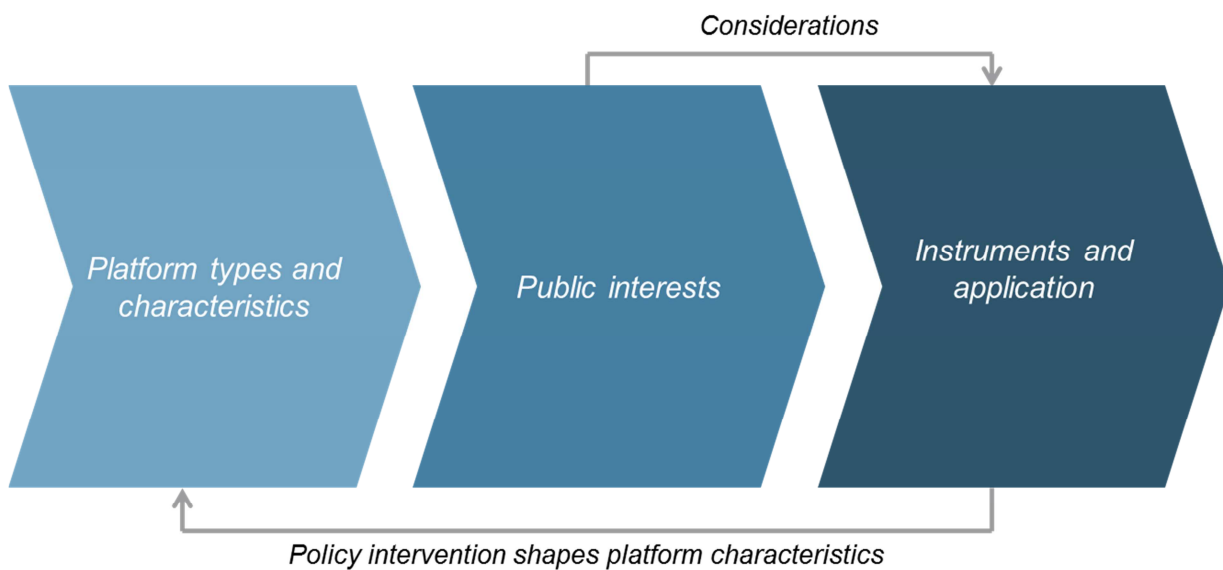 Considerations
Platform types and
characteristics
Public interests
Instruments and
application
Policy intervention shapes platform characteristics